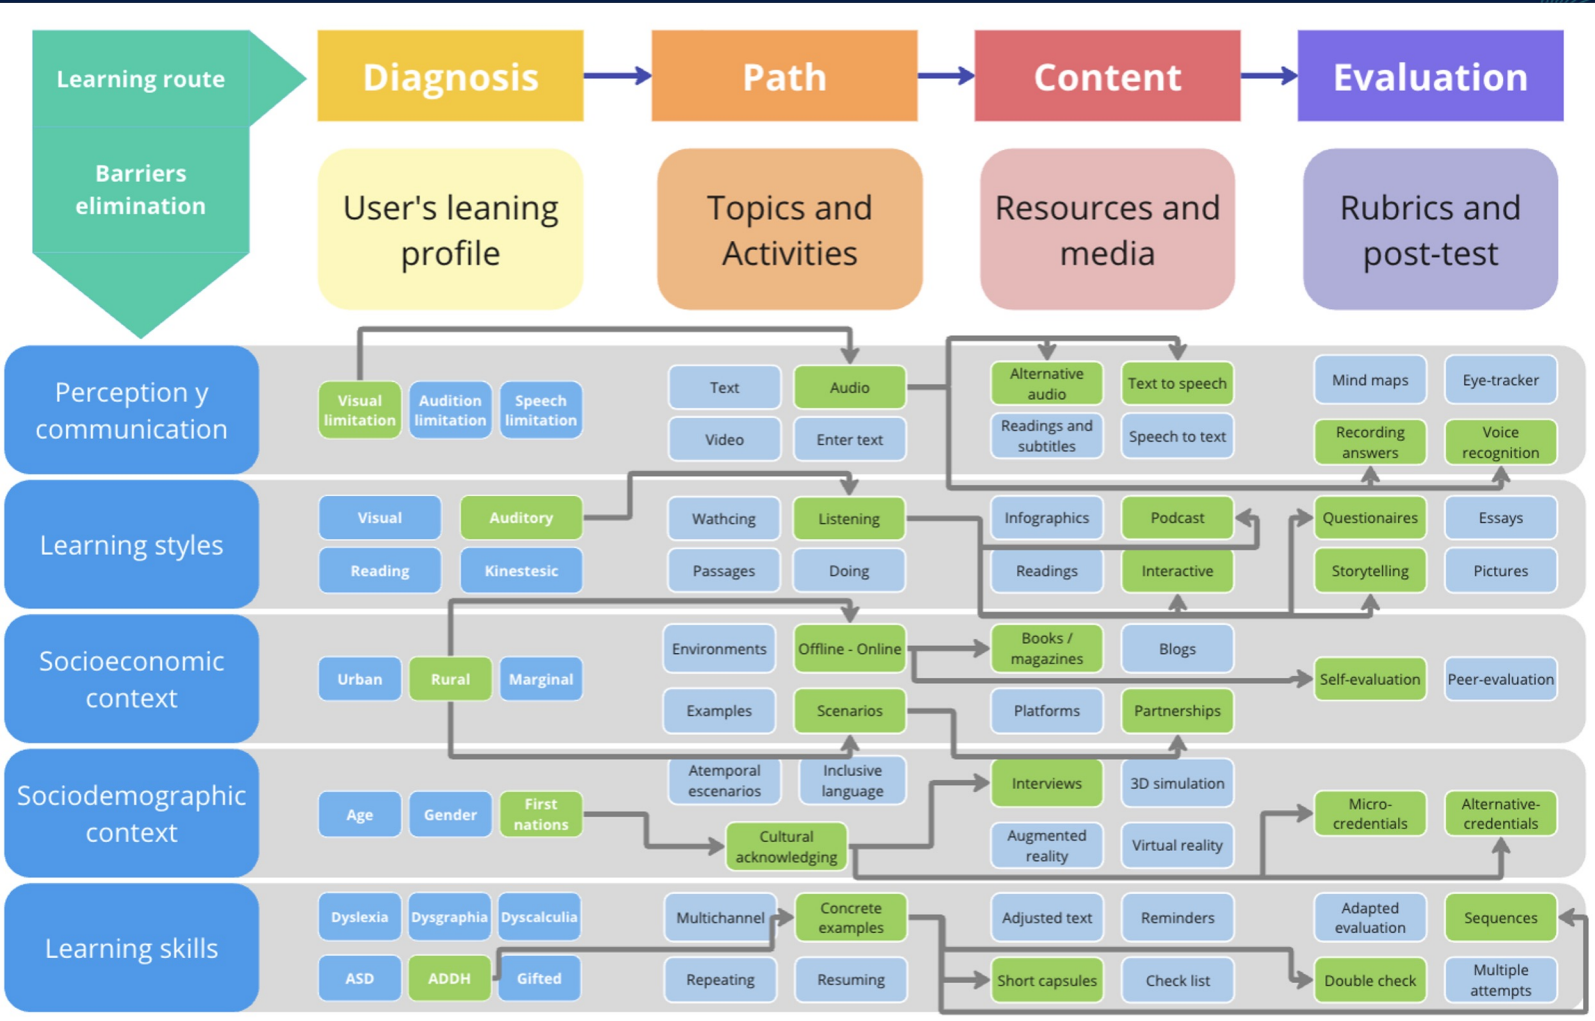 Learning route
Diagnosis
Path
Content
Evaluation
Barriers
elimination
User's leaning
profile
Topics and
Activities
Resources and
media
Rubrics and
post-test
Perception y
communication
Visual
limitation
Audition
limitation
Speech
limitation
Text
Audio
Video
Enter text
Alternative
audio
Text to speech
Readings and
subtitles
Speech to text
Mind maps
Eye-tracker
Recording
answers
Voice
recognition
Learning styles
Visual
Auditory
Reading
Kinestesic
Wathcing
Listening
Passages
Doing
Infographics
Podcast
Readings
Interactive
Questionaires
Essays
Storytelling
Pictures
Socioeconomic
context
Urban
Rural
Marginal
Environments
Offline - Online
Examples
Scenarios
Books /
magazines
Blogs
Platforms
Partnerships
Self-evaluation
Peer-evaluation
Sociodemographic
context
Age
Gender
First
nations
Atemporal
escenarios
Inclusive
language
Cultural
acknowledging
Interviews
3D simulation
Augmented
reality
Virtual reality
Micro-
credentials
Alternative-
credentials
Learning skills
Dyslexia
Dysgraphia
Dyscalculia
ASD
ADDH
Gifted
Multichannel
Concrete
examples
Repeating
Resuming
Adjusted text
Reminders
Short capsules
Check list
Adapted
evaluation
Sequences
Double check
Multiple
attempts